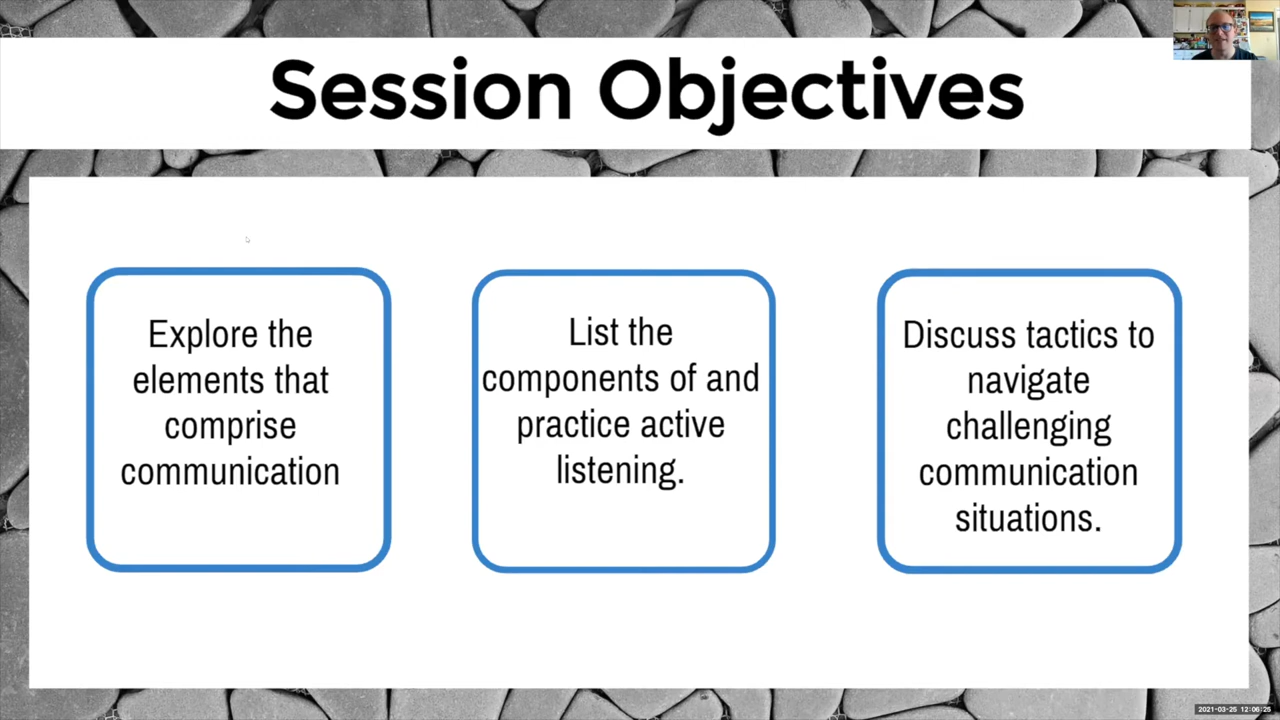 Session Objectives
Explore the
elements that
comprise
communication
List the
components of and
practice active
listening.
Discuss tactics to
navigate
challenging
communication
situations.
2021-03-25 12:06:25